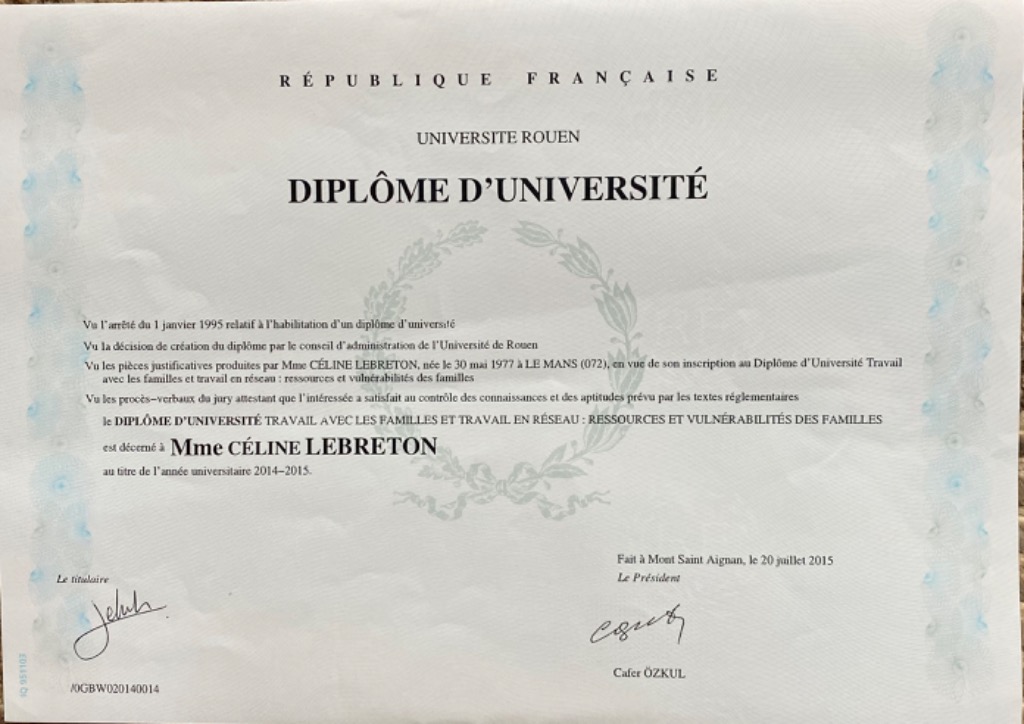 RÉPUBLIQUE FRANÇAISE
UNIVERSITE ROUEN
DIPLÔME D'UNIVERSITÉ
Vu l'arrêté du 1 janvier 1995 relatif à l'habilitation d'un diplôme d'université
Vu la décision de création du diplôme par le conseil d'administration de l'Université de Rouen
Vu les pièces justificatives produites par Mme CÉLINE LEBRETON, née le 30 mai 1977 à LE MANS (072), en vue de son inscription au Diplôme d'Université Travail
avec les familles et travail en réseau : ressources et vulnérabilités des familles
Vu les procès-verbaux du jury attestant que l'intéressée a satisfait au contrôle des connaissances et des aptitudes prévu par les textes réglementaires
le DIPLÔME D'UNIVERSITÉ TRAVAIL AVEC LES FAMILLES ET TRAVAIL EN RÉSEAU : RESSOURCES ET VULNÉRABILITÉS DES FAMILLES
est décerné à Mme CÉLINE LEBRETON
au titre de l'année universitaire 2014-2015.
Fait à Mont Saint Aignan, le 20 juillet 2015
Le Président
Le titulaire
Cafer ÖZKUL
/0GBW020140014
IQ 951103